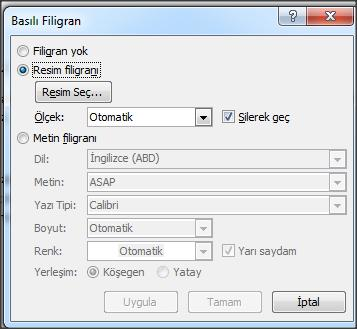 Basılı Filigran
Filigran yok
Resim filigranı
Resim Seç...
Ölçek: Otomatik Silerek geç
Metin filigranı
Dil: İngilizce (ABD)
Metin: ASAP
Yazı Tipi: Calibri
Boyut: Otomatik
Renk: Otomatik Yarı saydam
Yerleşim: Köşegen Yatay
Uygula Tamam İptal